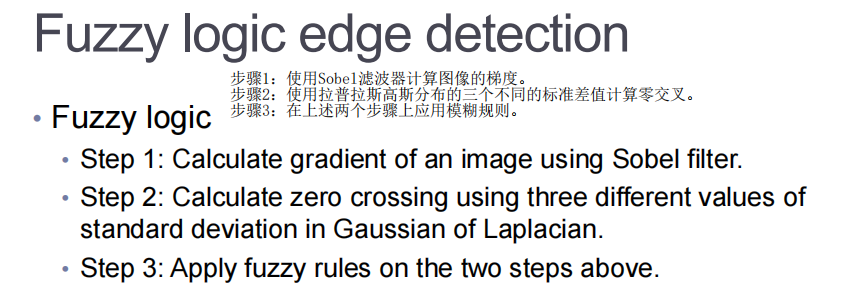 Fuzzy logic edge detection
步骤1：使用Sobel滤波器计算图像的梯度。
步骤2：使用拉普拉斯高斯分布的三个不同的标准差值计算零交叉。
步骤3：在上述两个步骤上应用模糊规则。
• Fuzzy logic
• Step 1: Calculate gradient of an image using Sobel filter.
• Step 2: Calculate zero crossing using three different values of
standard deviation in Gaussian of Laplacian.
• Step 3: Apply fuzzy rules on the two steps above.